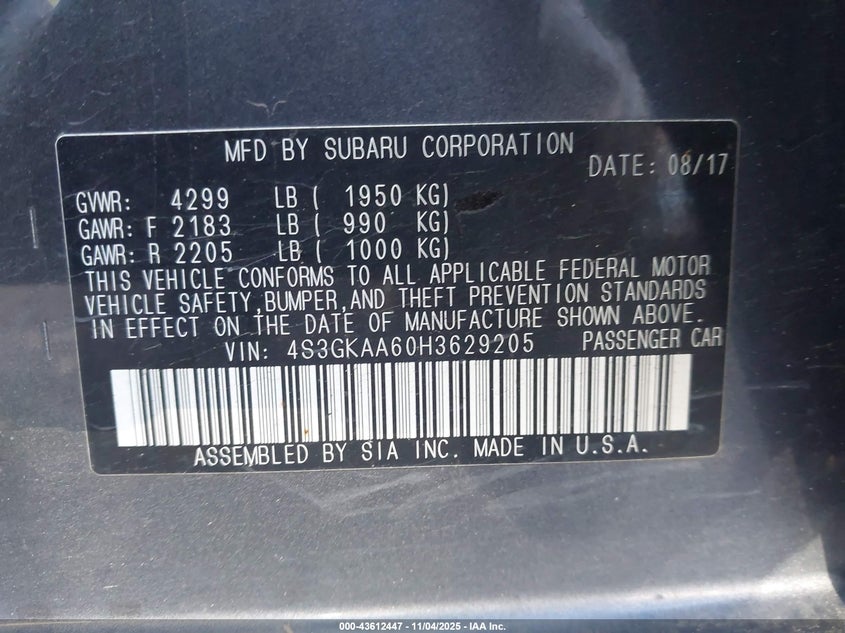 MFD BY SUBARU CORPORATION
DATE: 08/17
GVWR: 4299 LB ( 1950 KG)
GAWR: F 2183 LB ( 990 KG)
GAWR: R 2205 LB ( 1000 KG)
THIS VEHICLE CONFORMS TO ALL APPLICABLE FEDERAL MOTOR
VEHICLE SAFETY,BUMPER,AND THEFT PREVENTION STANDARDS
IN EFFECT ON THE DATE OF MANUFACTURE SHOWN ABOVE.
VIN: 4S3GKAA60H3629205 PASSENGER CAR
ASSEMBLED BY SIA INC. MADE IN U.S.A.
000-43612447 - 11/04/2025 - IAA Inc.